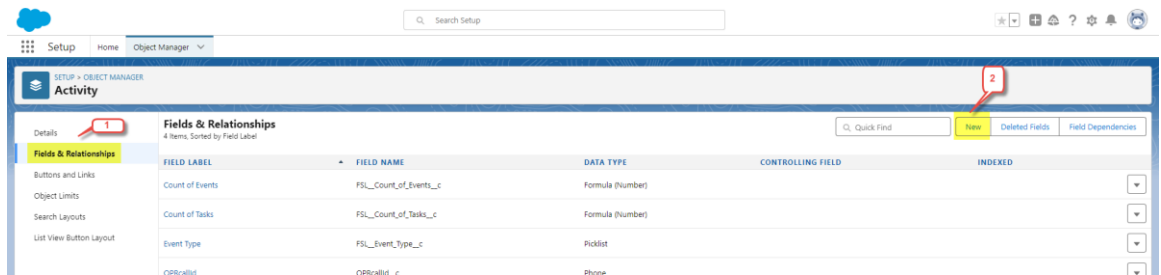 Search Setup
Setup Home Object Manager
SETUP > OBJECT MANAGER
Activity
2
1
Details
Fields & Relationships
Buttons and Links
Object Limits
Search Layouts
List View Button Layout
Fields & Relationships
4 Items, Sorted by Field Label
Quick Find
New Deleted Fields Field Dependencies
FIELD LABEL FIELD NAME DATA TYPE CONTROLLING FIELD INDEXED
Count of Events FSL__Count_of_Events__c Formula (Number)
Count of Tasks FSL__Count_of_Tasks__c Formula (Number)
Event Type FSL__Event_Type__c Picklist
OPBcallId OPBcallId__c Phone